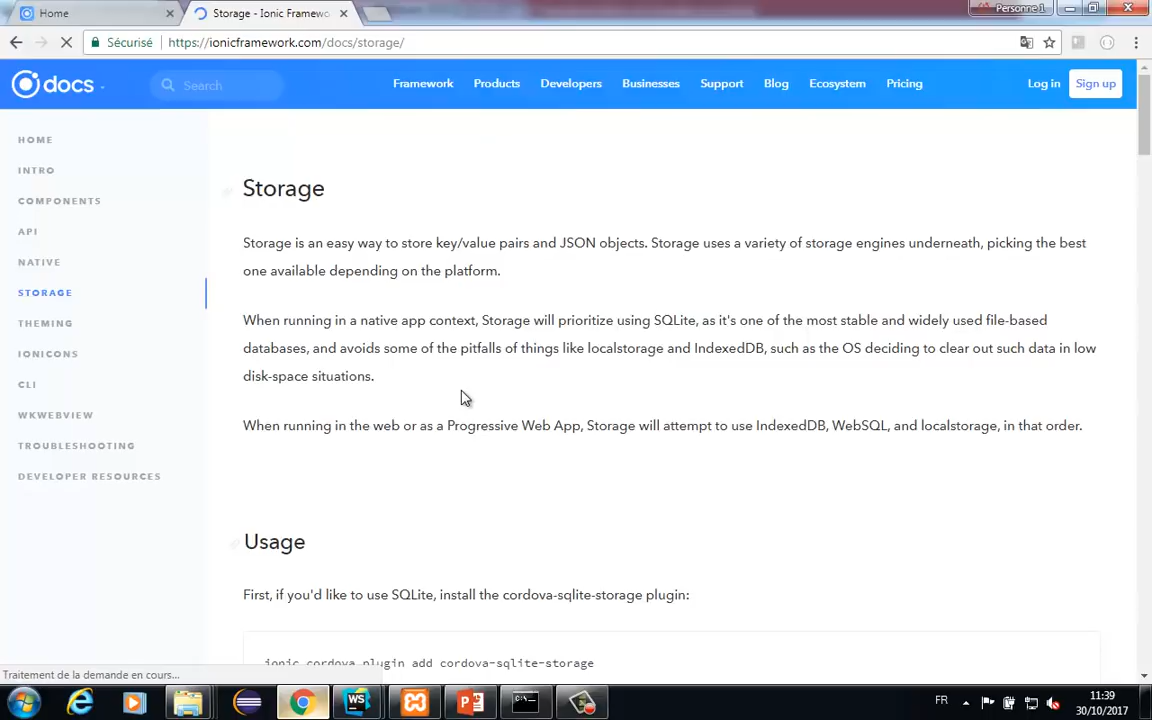 Home
Storage - Ionic Framewo
Personne 1
Sécurisé https://ionicframework.com/docs/storage/
docs Search Framework Products Developers Businesses Support Blog Ecosystem Pricing Log in Sign up
HOME
INTRO
COMPONENTS
API
NATIVE
STORAGE
THEMING
IONICONS
CLI
WKWEBVIEW
TROUBLESHOOTING
DEVELOPER RESOURCES
Storage
Storage is an easy way to store key/value pairs and JSON objects. Storage uses a variety of storage engines underneath, picking the best
one available depending on the platform.
When running in a native app context, Storage will prioritize using SQLite, as it's one of the most stable and widely used file-based
databases, and avoids some of the pitfalls of things like localstorage and IndexedDB, such as the OS deciding to clear out such data in low
disk-space situations.
When running in the web or as a Progressive Web App, Storage will attempt to use IndexedDB, WebSQL, and localstorage, in that order.
Usage
First, if you'd like to use SQLite, install the cordova-sqlite-storage plugin:
ionic cordova plugin add cordova-sqlite-storage
Traitement de la demande en cours...
WS
FR
11:39
30/10/2017